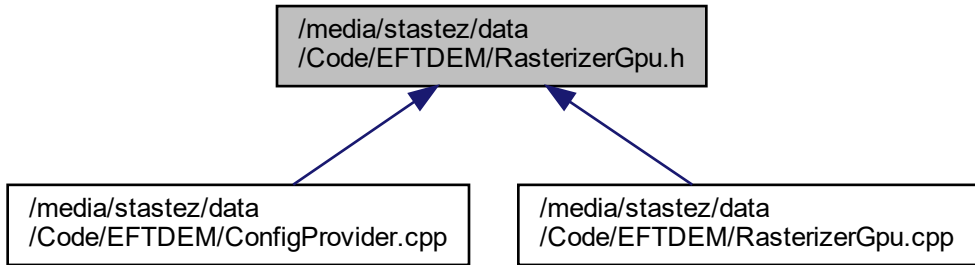 /media/stastez/data
/Code/EFTDEM/RasterizerGpu.h
/media/stastez/data
/Code/EFTDEM/ConfigProvider.cpp
/media/stastez/data
/Code/EFTDEM/RasterizerGpu.cpp